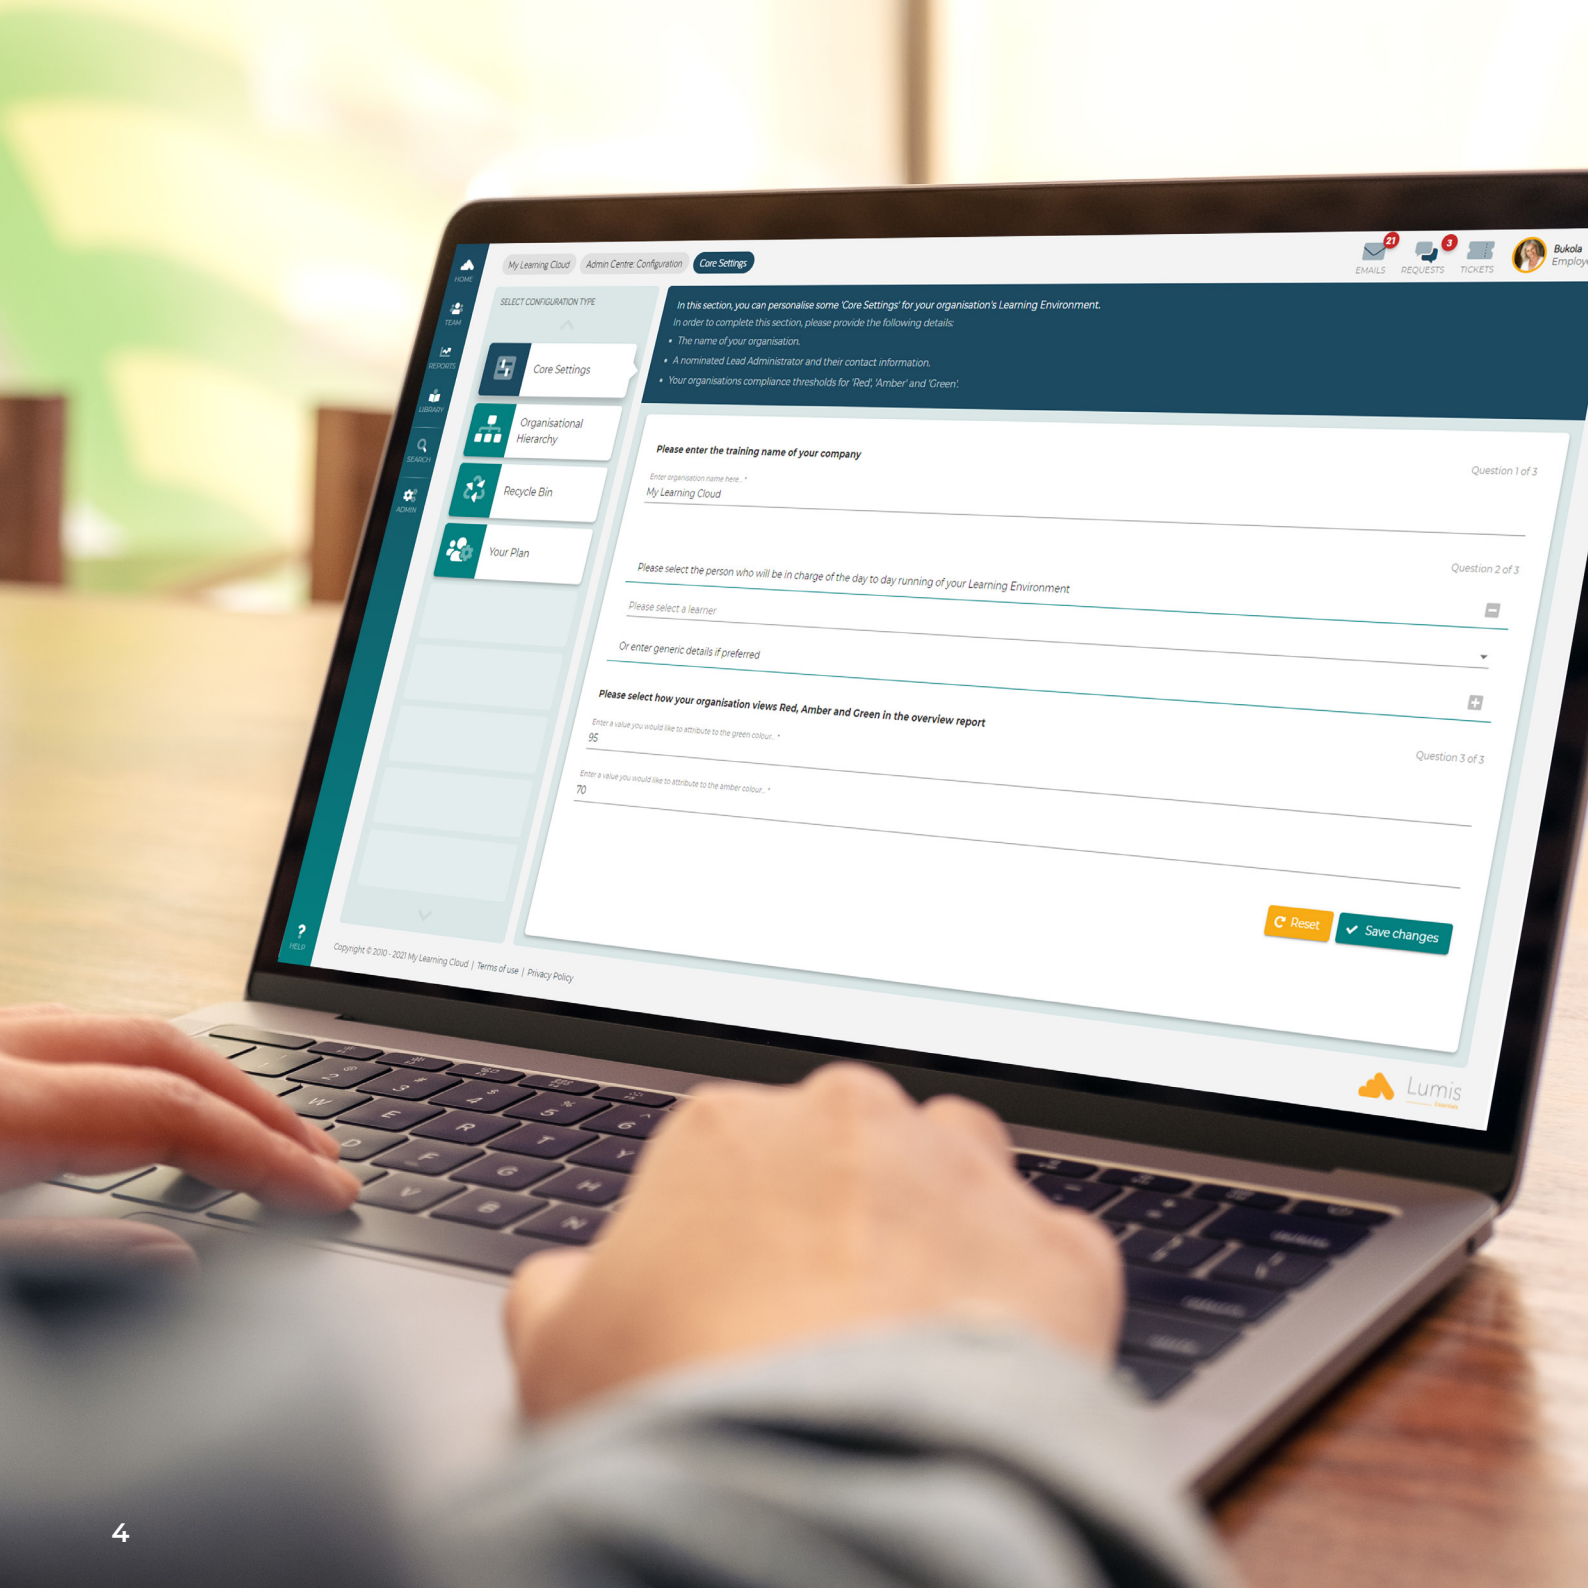 My Learning Cloud
Admin Centre: Configuration
Core Settings
21
EMAILS
3
REQUESTS
TICKETS
Bukola
HOME
TEAM
REPORTS
LIBRARY
SEARCH
ADMIN
HELP
SELECT CONFIGURATION TYPE
Core Settings
Organisational
Hierarchy
Recycle Bin
Your Plan
In this section, you can personalise some 'Core Settings' for your organisation's Learning Environment.
In order to complete this section, please provide the following details:
• The name of your organisation.
• A nominated Lead Administrator and their contact information.
• Your organisations compliance thresholds for 'Red', 'Amber' and 'Green'.
Please enter the training name of your company
Question 1 of 3
Enter organisation name here... *
My Learning Cloud
Question 2 of 3
Please select the person who will be in charge of the day to day running of your Learning Environment
Please select a learner
Or enter generic details if preferred
Please select how your organisation views Red, Amber and Green in the overview report
Question 3 of 3
Enter a value you would like to attribute to the green colour... *
95
Enter a value you would like to attribute to the amber colour... *
70
Reset
Save changes
Copyright © 2010 - 2021 My Learning Cloud | Terms of use | Privacy Policy
Lumis
2 3 4 5 6
W E R T Y
D F G H
V B N
4